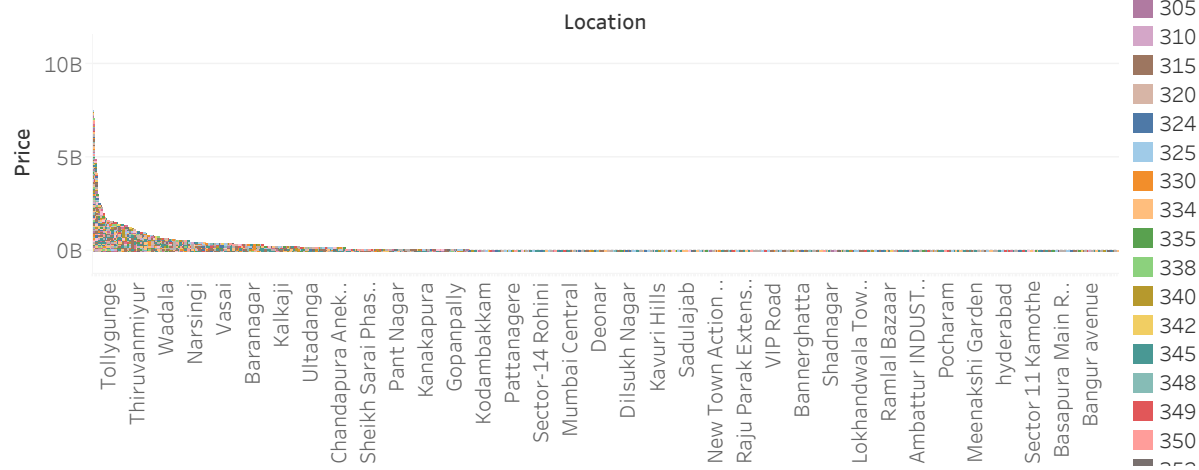 Location
Price
10B
5B
0B
Tollygunge
Thiruvanmiyur
Wadala
Narsingi
Vasai
Baranagar
Kalkaji
Ultadanga
Chandapura Anek..
Sheikh Sarai Phas..
Pant Nagar
Kanakapura
Gopanpally
Kodambakkam
Pattanagere
Sector-14 Rohini
Mumbai Central
Deonar
Dilsukh Nagar
Kavuri Hills
Sadulajab
New Town Action ..
Raju Parak Extens..
VIP Road
Bannerghatta
Shadnagar
Lokhandwala Tow..
Ramlal Bazaar
Ambattur INDUST..
Pocharam
Meenakshi Garden
hyderabad
Sector 11 Kamothe
Basapura Main R..
Bangur avenue
305
310
315
320
324
325
330
334
335
338
340
342
345
348
349
350